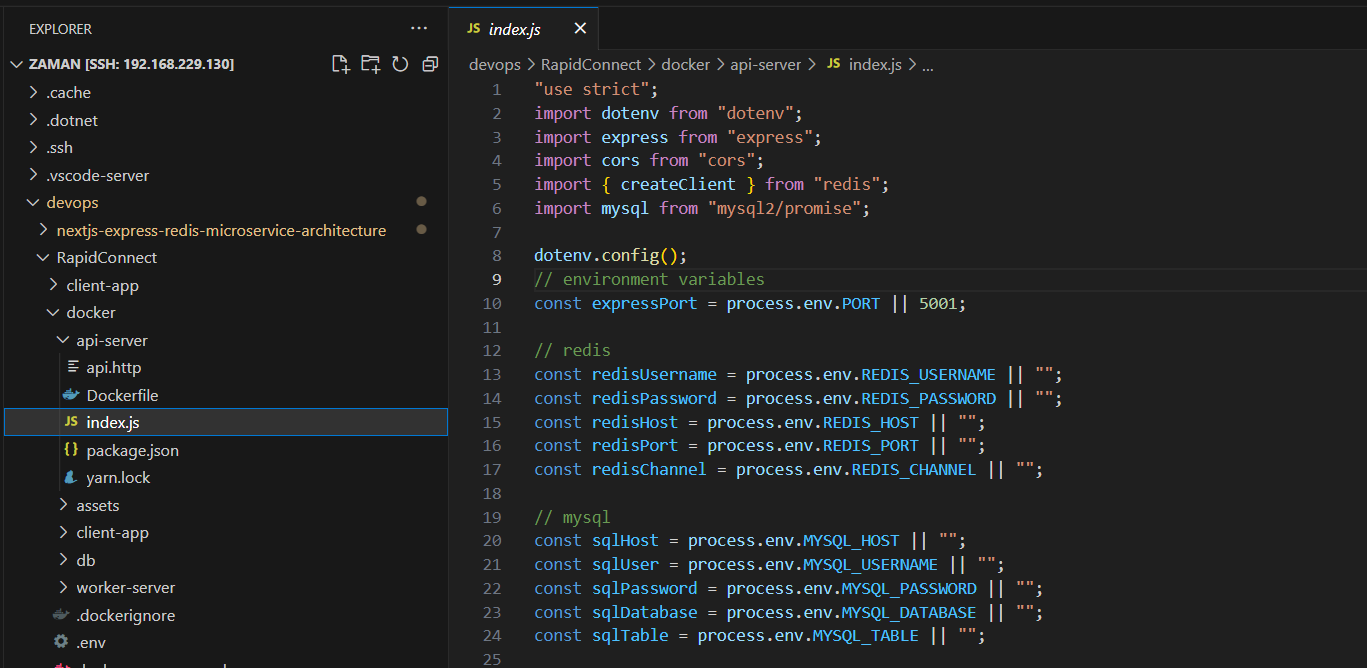 EXPLORER
ZAMAN [SSH: 192.168.229.130]
.cache
.dotnet
.ssh
.vscode-server
devops
nextjs-express-redis-microservice-architecture
RapidConnect
client-app
docker
api-server
api.http
Dockerfile
JS index.js
{} package.json
yarn.lock
assets
client-app
db
worker-server
.dockerignore
.env
JS index.js
devops > RapidConnect > docker > api-server > JS index.js > ...
1 "use strict";
2 import dotenv from "dotenv";
3 import express from "express";
4 import cors from "cors";
5 import { createClient } from "redis";
6 import mysql from "mysql2/promise";
7
8 dotenv.config();
9 // environment variables
10 const expressPort = process.env.PORT || 5001;
11
12 // redis
13 const redisUsername = process.env.REDIS_USERNAME || "";
14 const redisPassword = process.env.REDIS_PASSWORD || "";
15 const redisHost = process.env.REDIS_HOST || "";
16 const redisPort = process.env.REDIS_PORT || "";
17 const redisChannel = process.env.REDIS_CHANNEL || "";
18
19 // mysql
20 const sqlHost = process.env.MYSQL_HOST || "";
21 const sqlUser = process.env.MYSQL_USERNAME || "";
22 const sqlPassword = process.env.MYSQL_PASSWORD || "";
23 const sqlDatabase = process.env.MYSQL_DATABASE || "";
24 const sqlTable = process.env.MYSQL_TABLE || "";
25